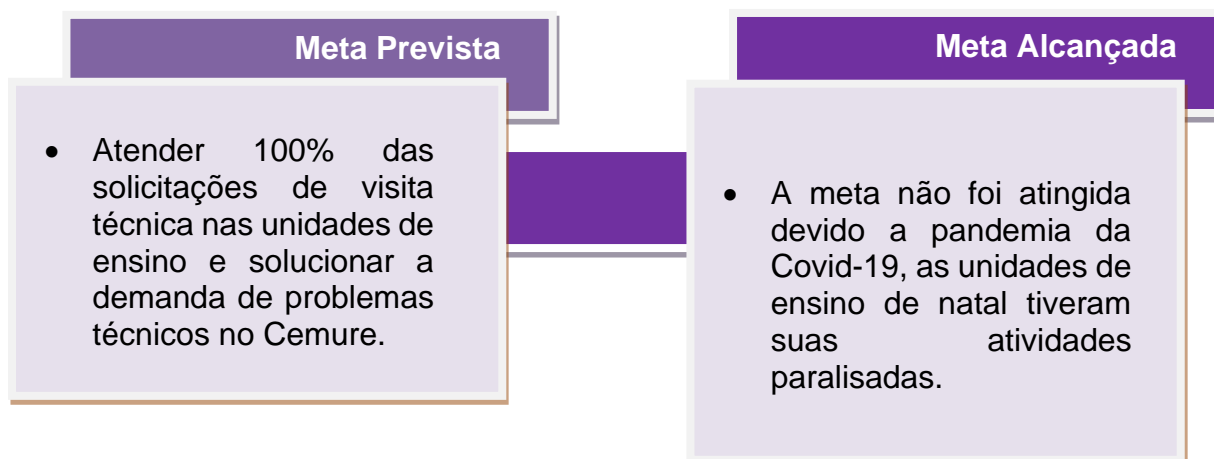 Meta Prevista
• Atender 100% das
solicitações de visita
técnica nas unidades de
ensino e solucionar a
demanda de problemas
técnicos no Cemure.
Meta Alcançada
• A meta não foi atingida
devido a pandemia da
Covid-19, as unidades de
ensino de natal tiveram
suas atividades
paralisadas.